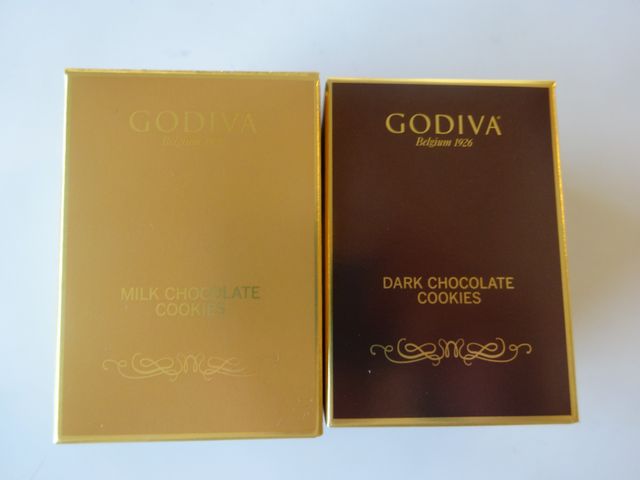 GODIVA
Belgium 1926
MILK CHOCOLATE
COOKIES
GODIVA
Belgium 1926
DARK CHOCOLATE
COOKIES